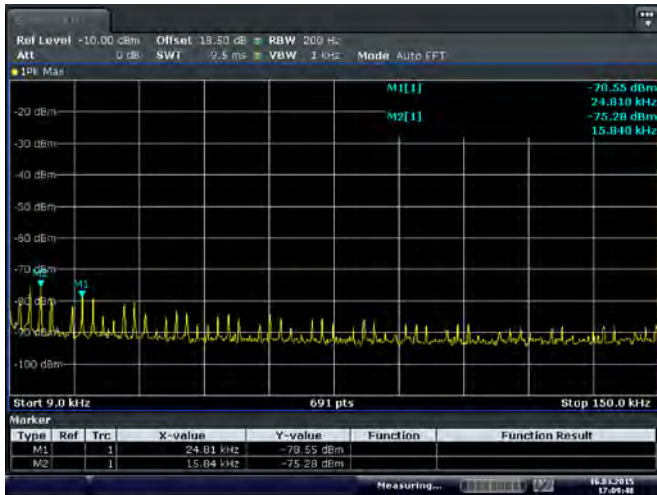 Ref Level -10.00 dBm Offset 18.50 dB RBW 200 Hz
Att 0 dB SWT 9.5 ms VBW 1 kHz Mode Auto FFT
1Pk Max
M1[1] -78.55 dBm
24.810 kHz
M2[1] -75.28 dBm
15.840 kHz
-20 dBm
-30 dBm
-40 dBm
-50 dBm
-60 dBm
-70 dBm
M2
M1
-80 dBm
-90 dBm
-100 dBm
Start 9.0 kHz 691 pts Stop 150.0 kHz
Marker
Type Ref Trc X-value Y-value Function Function Result
M1 1 24.81 kHz -78.55 dBm
M2 1 15.84 kHz -75.28 dBm
Measuring...
17:09:48